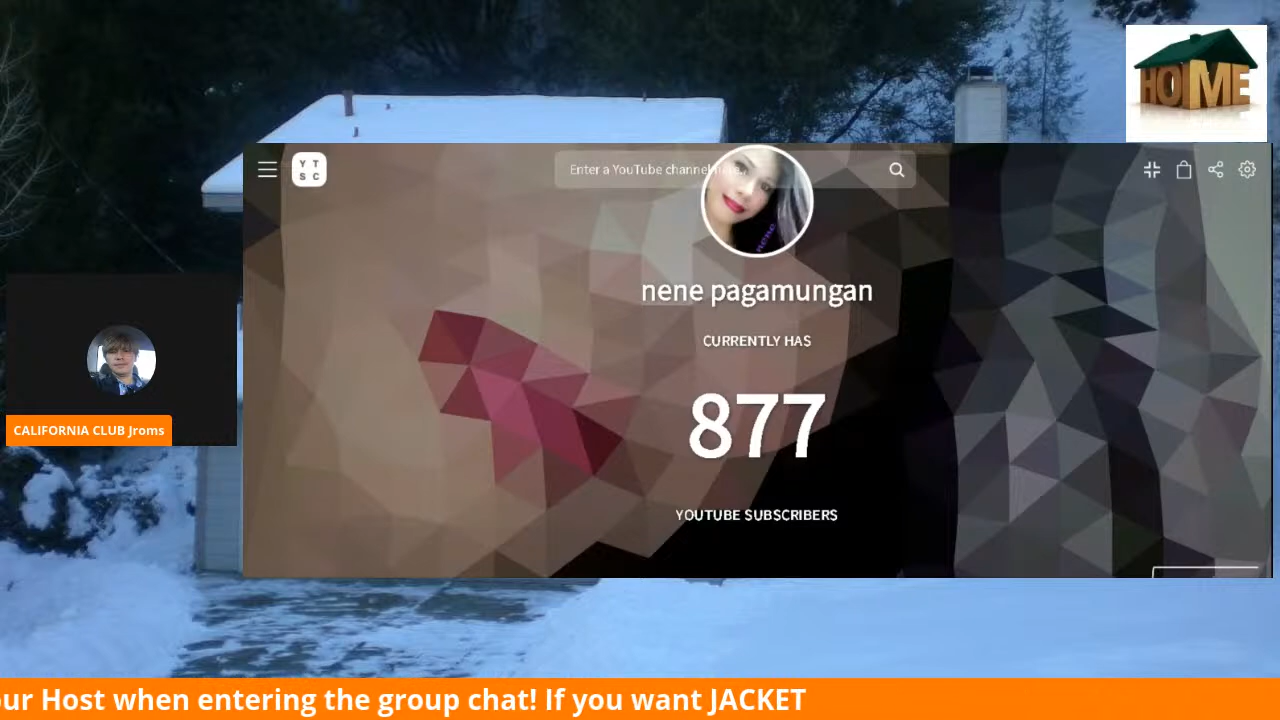 HOME
Y T
S C
Enter a YouTube channel
nene
nene pagamungan
CURRENTLY HAS
877
YOUTUBE SUBSCRIBERS
CALIFORNIA CLUB Jroms
Host when entering the group chat! If you want JACKET